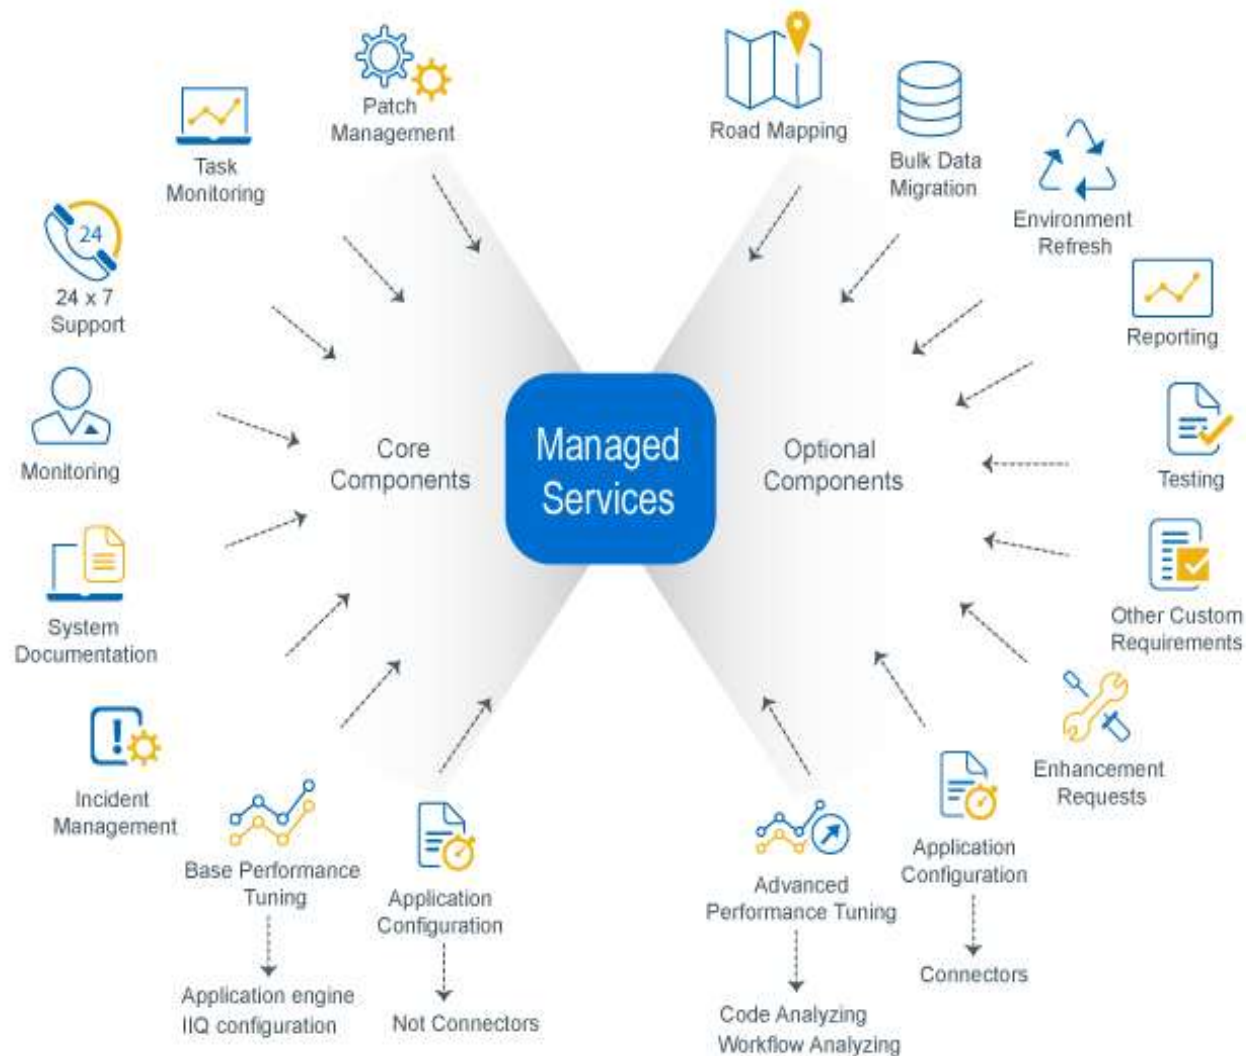 Patch
Management
Task
Monitoring
24
24 x 7
Support
Monitoring
System
Documentation
Incident
Management
Base Performance
Tuning
Application engine
IIQ configuration
Application
Configuration
Not Connectors
Core
Components
Managed
Services
Optional
Components
Road Mapping
Bulk Data
Migration
Environment
Refresh
Reporting
Testing
Other Custom
Requirements
Enhancement
Requests
Application
Configuration
Connectors
Advanced
Performance Tuning
Code Analyzing
Workflow Analyzing